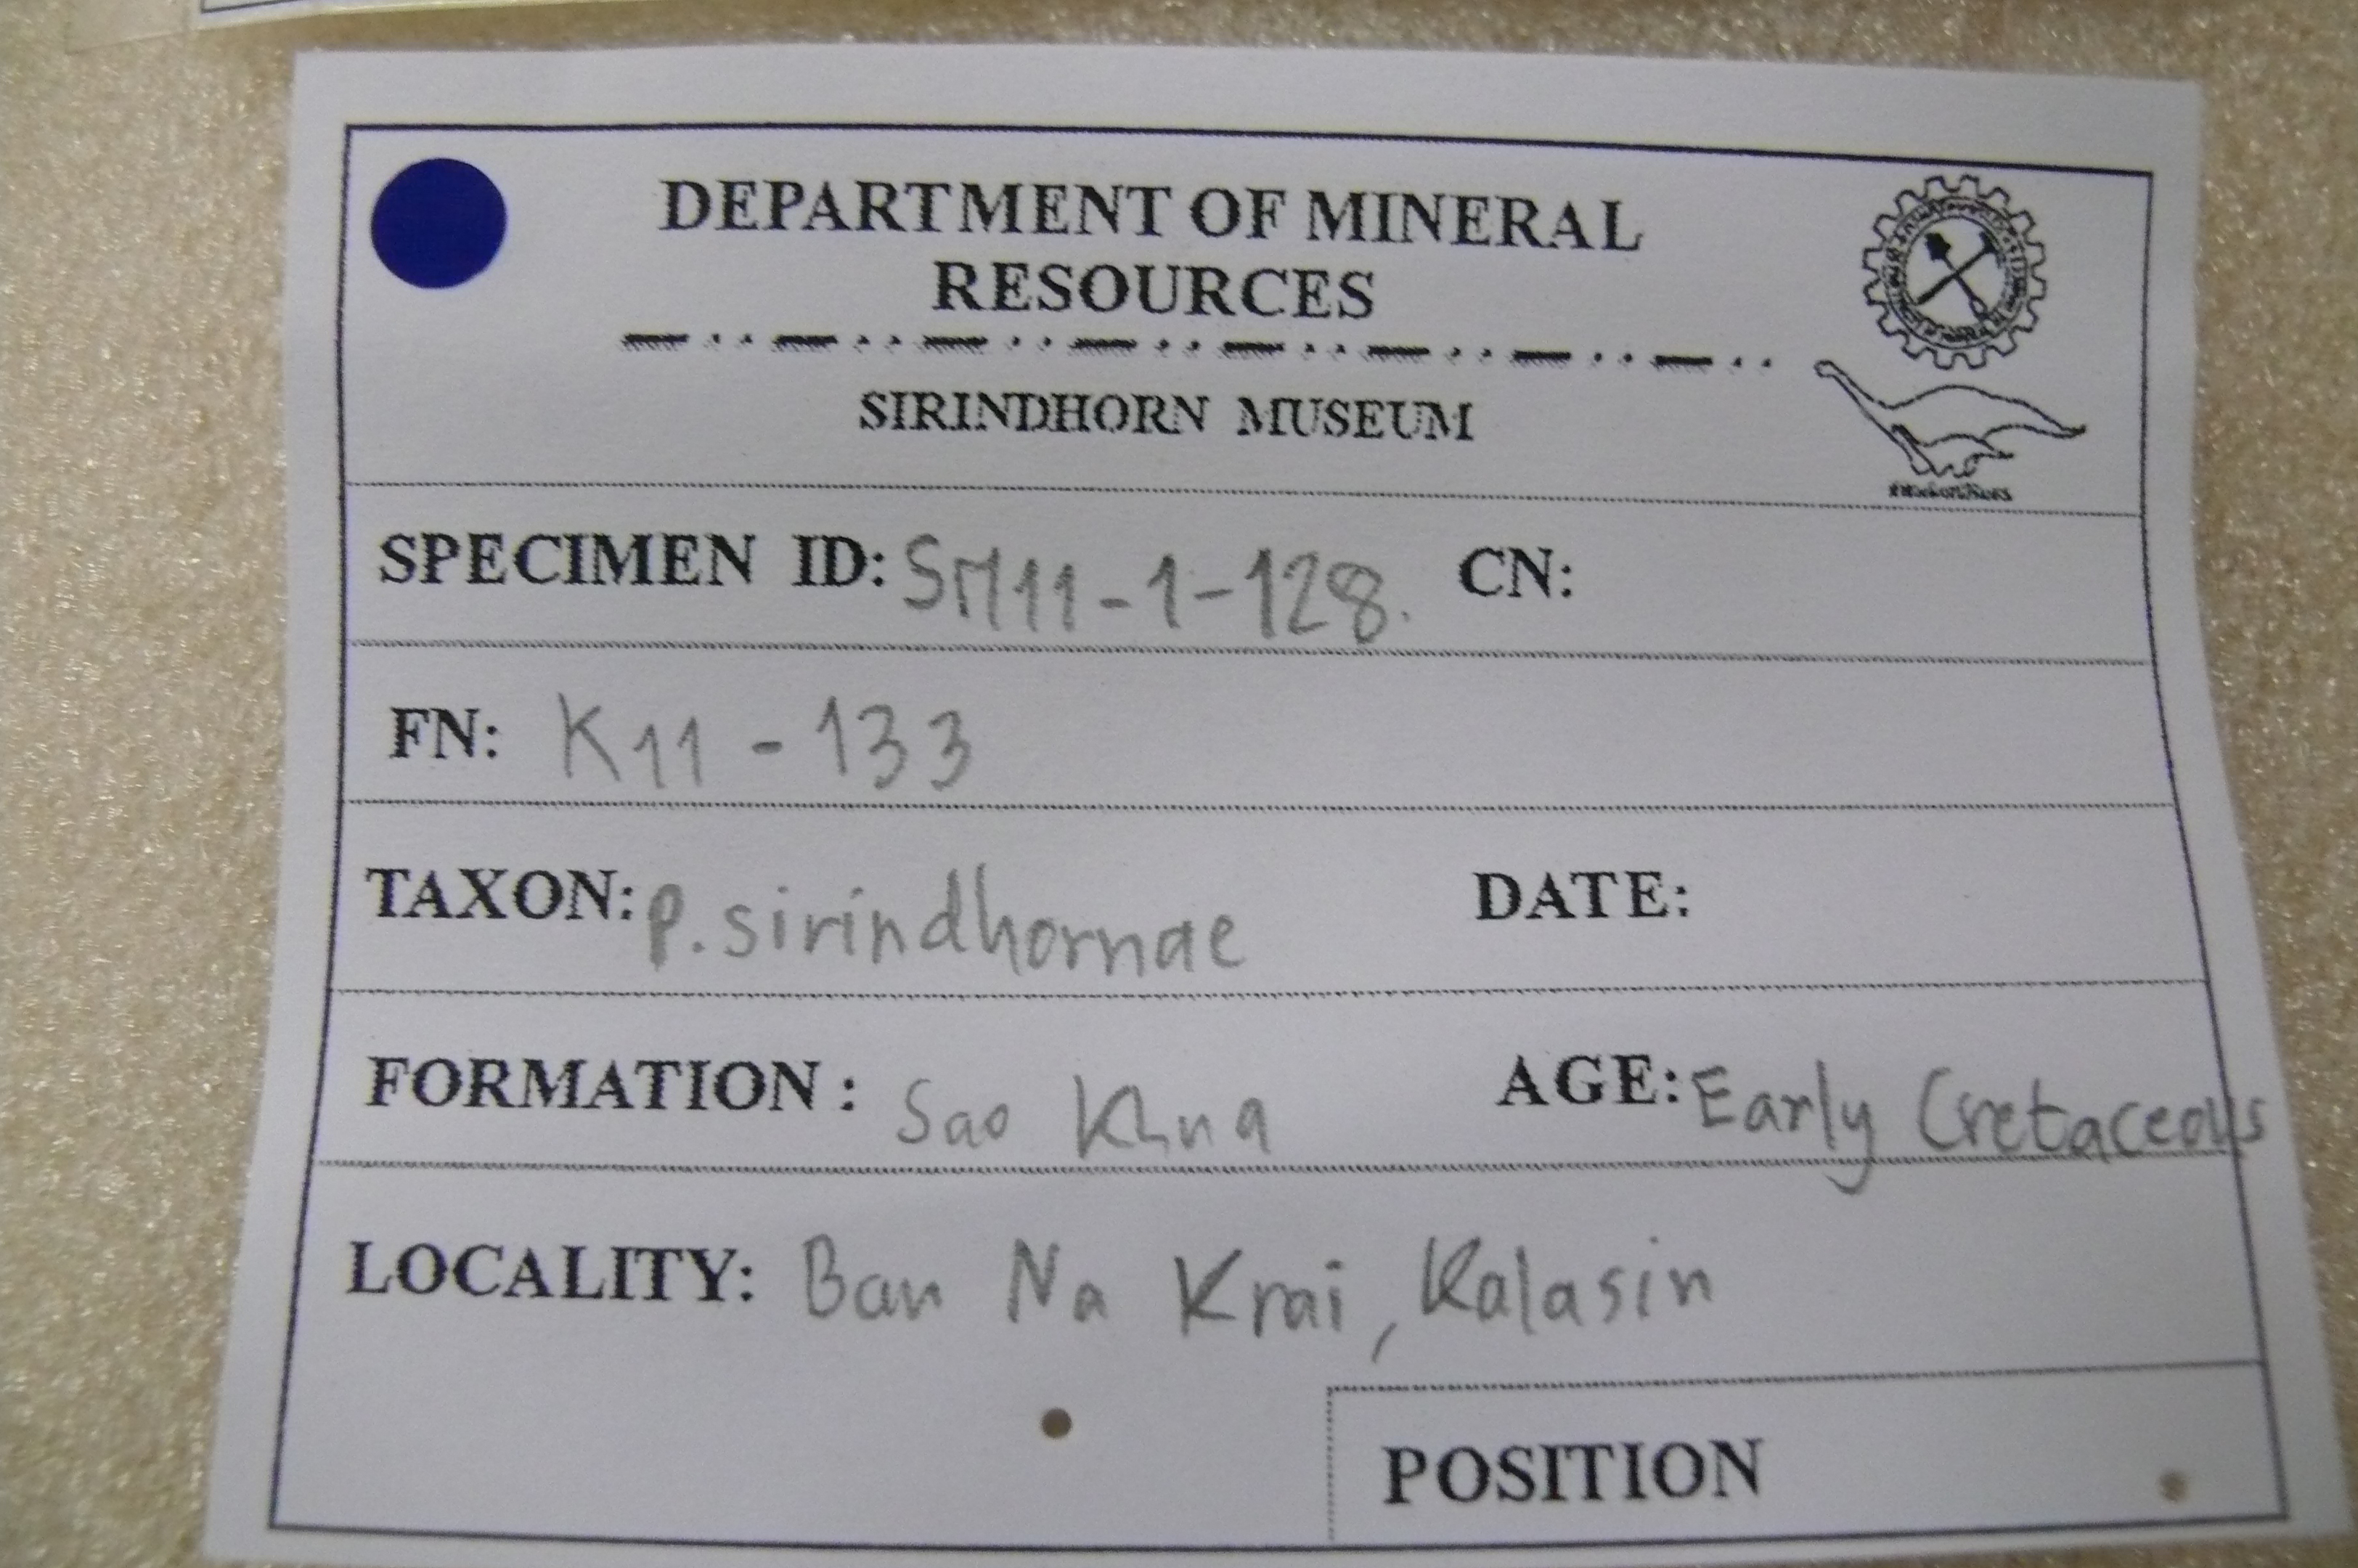 DEPARTMENT OF MINERAL
RESOURCES
SIRINDHORN MUSEUM
SPECIMEN ID: SM11-1-128. CN:
FN: K11-133
TAXON: P. sirindhornae DATE:
FORMATION: Sao Khua AGE: Early Cretaceous
LOCALITY: Ban Na Krai, Kalasin
POSITION